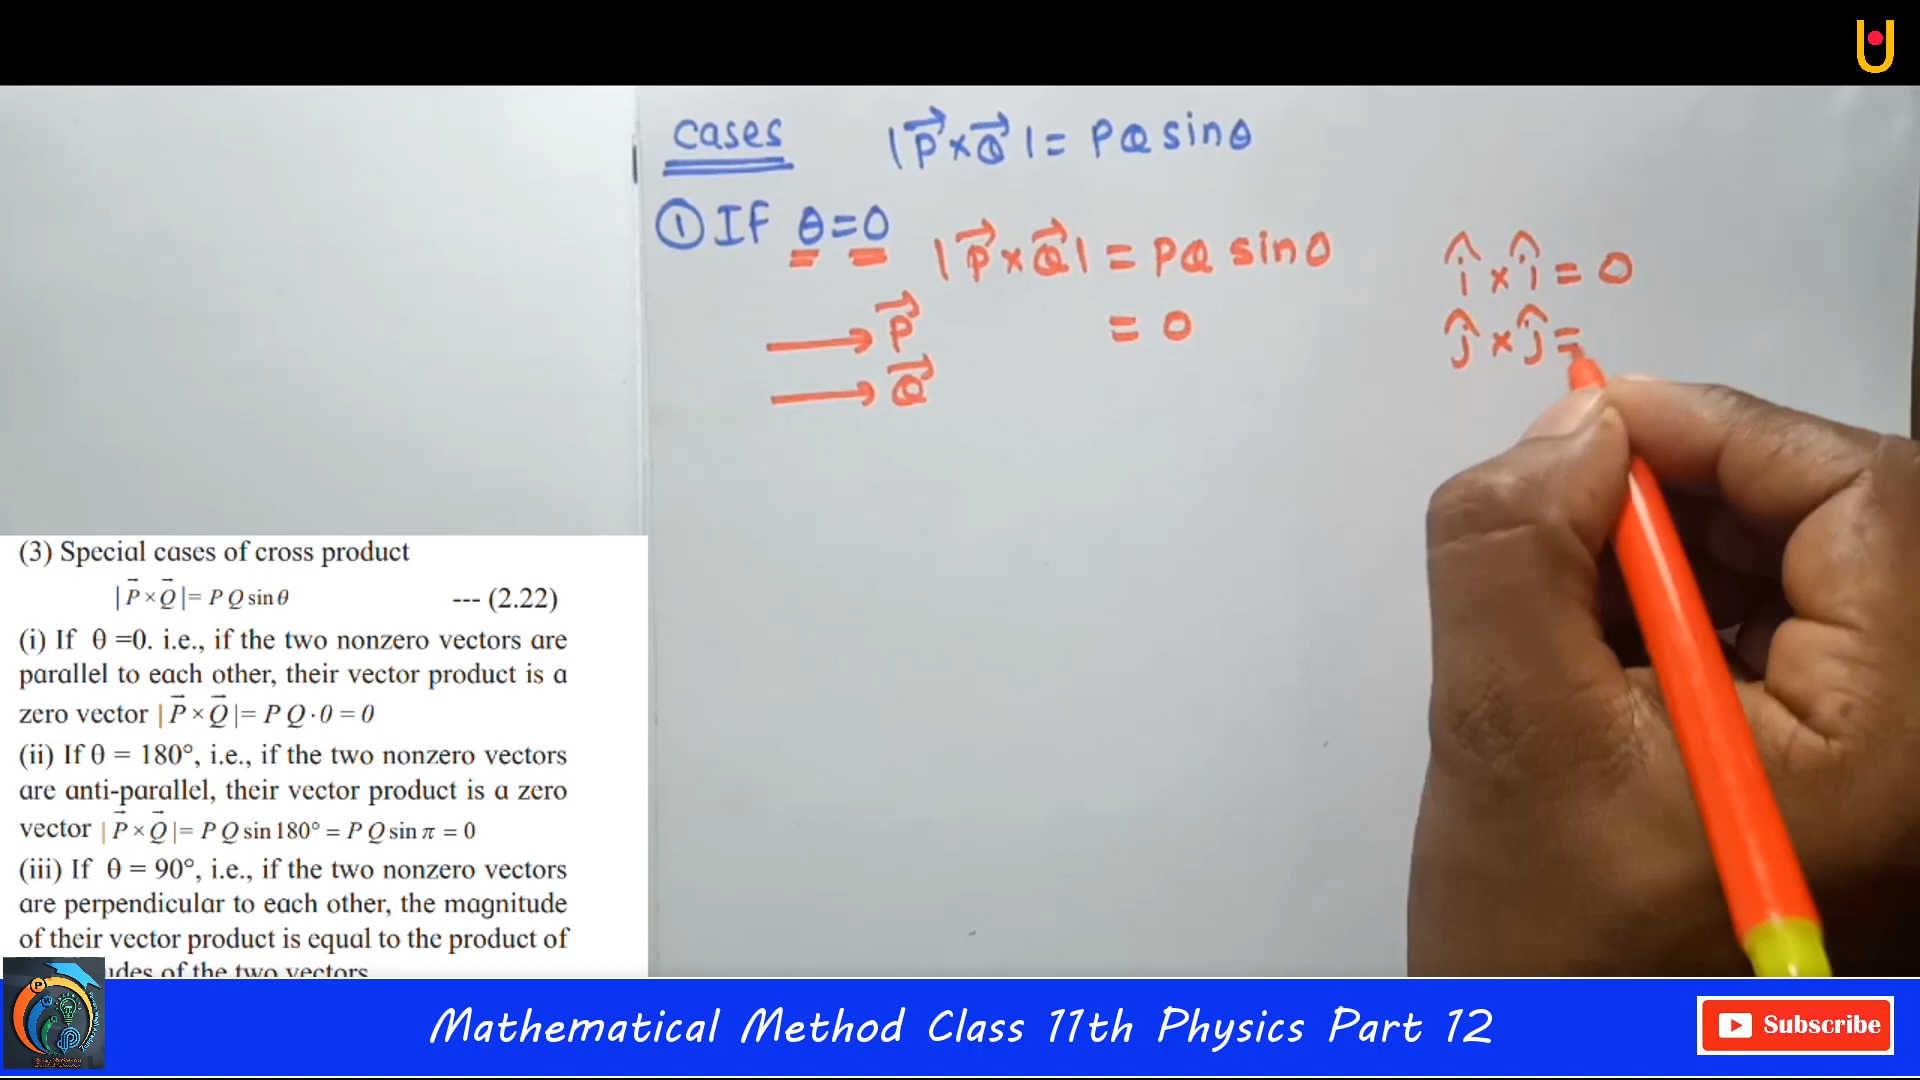 cases |P⃗×Q⃗| = PQ sinθ
① If θ=0
|P⃗×Q⃗| = PQ sin0
= 0
P⃗
Q⃗
î × î = 0
ĵ × ĵ =
(3) Special cases of cross product
|P⃗×Q⃗|= P Q sin θ --- (2.22)
(i) If θ =0. i.e., if the two nonzero vectors are
parallel to each other, their vector product is a
zero vector |P⃗×Q⃗|= P Q·0 = 0
(ii) If θ = 180°, i.e., if the two nonzero vectors
are anti-parallel, their vector product is a zero
vector |P⃗×Q⃗|= P Q sin 180° = P Q sin π = 0
(iii) If θ = 90°, i.e., if the two nonzero vectors
are perpendicular to each other, the magnitude
of their vector product is equal to the product of
of the two vectors
Mathematical Method Class 11th Physics Part 12
Subscribe